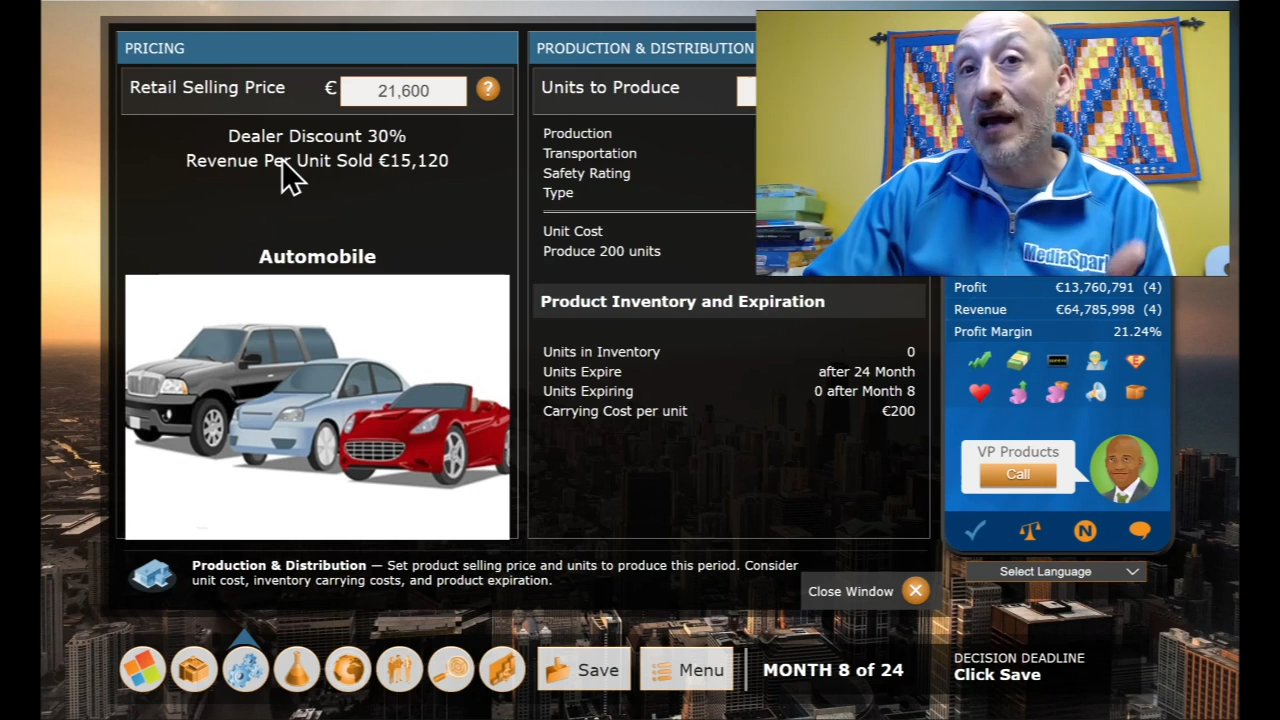 PRICING
Retail Selling Price € 21,600 ?
Dealer Discount 30%
Revenue Per Unit Sold €15,120
Automobile
PRODUCTION & DISTRIBUTION
Units to Produce
Production
Transportation
Safety Rating
Type
Unit Cost
Produce 200 units
Product Inventory and Expiration
Units in Inventory 0
Units Expire after 24 Month
Units Expiring 0 after Month 8
Carrying Cost per unit €200
MediaSpar
Profit €13,760,791 (4)
Revenue €64,785,998 (4)
Profit Margin 21.24%
VP Products
Call
N
Select Language
Production & Distribution — Set product selling price and units to produce this period. Consider
unit cost, inventory carrying costs, and product expiration.
Close Window
Save
Menu
MONTH 8 of 24
DECISION DEADLINE
Click Save